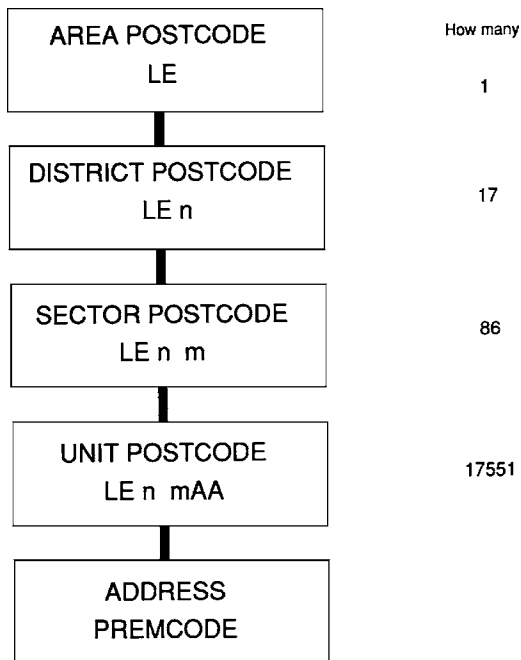 AREA POSTCODE
LE
How many
1
DISTRICT POSTCODE
LE n
17
SECTOR POSTCODE
LE n m
86
UNIT POSTCODE
LE n mAA
17551
ADDRESS
PREMCODE